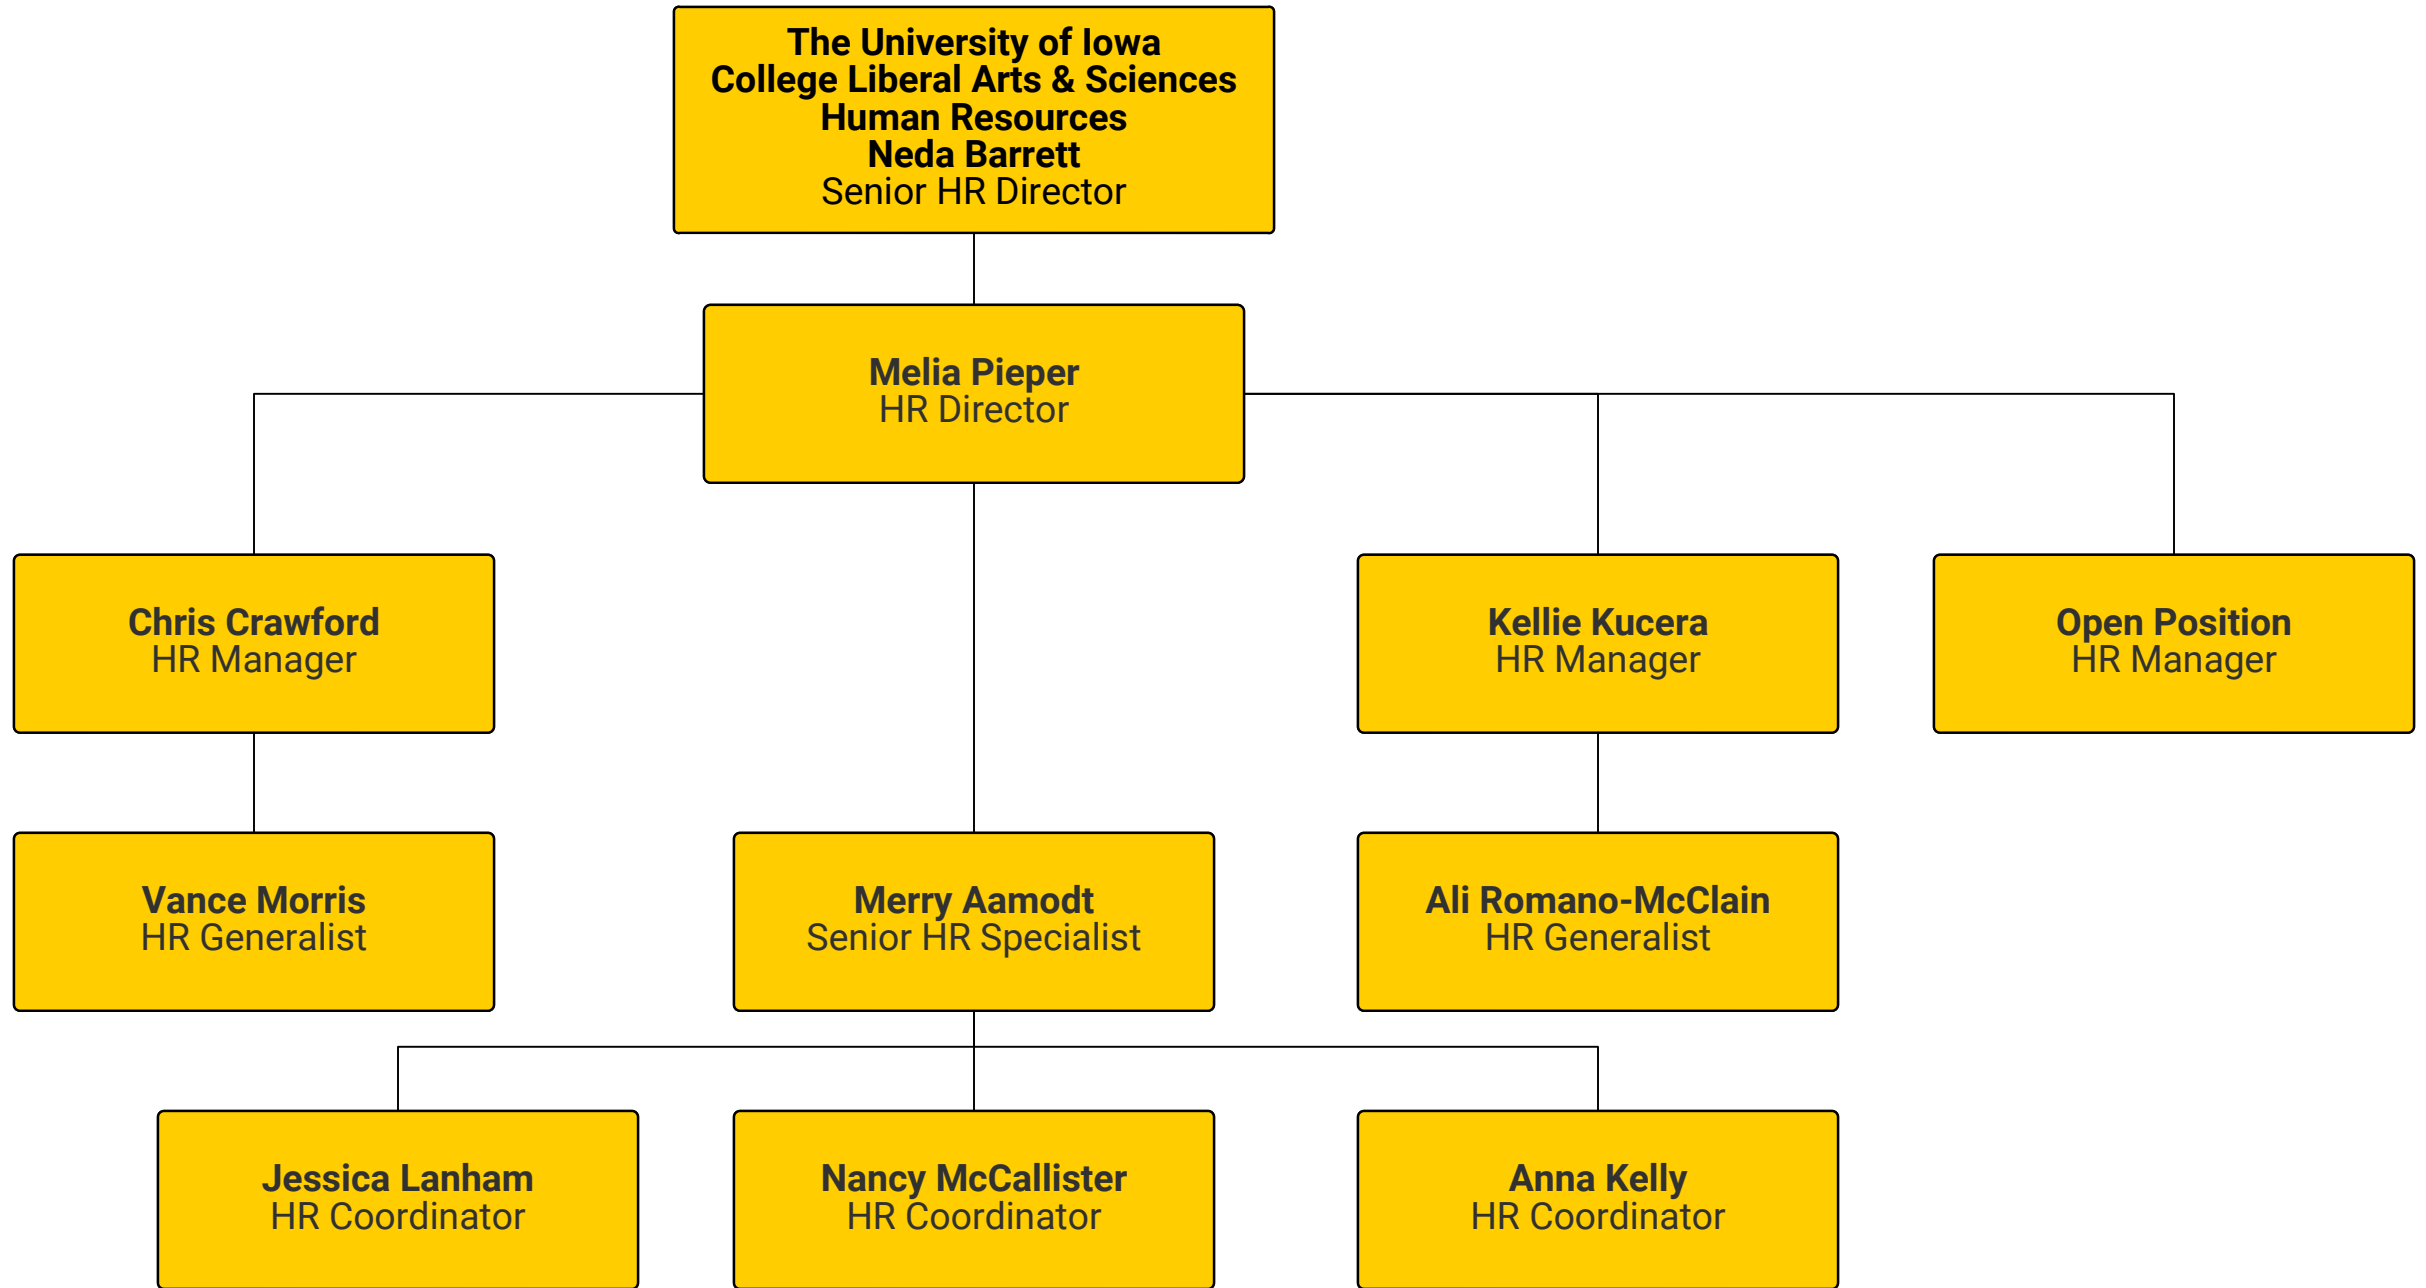 The University of Iowa
College Liberal Arts & Sciences
Human Resources
Neda Barrett
Senior HR Director
Melia Pieper
HR Director
Chris Crawford
HR Manager
Kellie Kucera
HR Manager
Open Position
HR Manager
Vance Morris
HR Generalist
Merry Aamodt
Senior HR Specialist
Ali Romano-McClain
HR Generalist
Jessica Lanham
HR Coordinator
Nancy McCallister
HR Coordinator
Anna Kelly
HR Coordinator